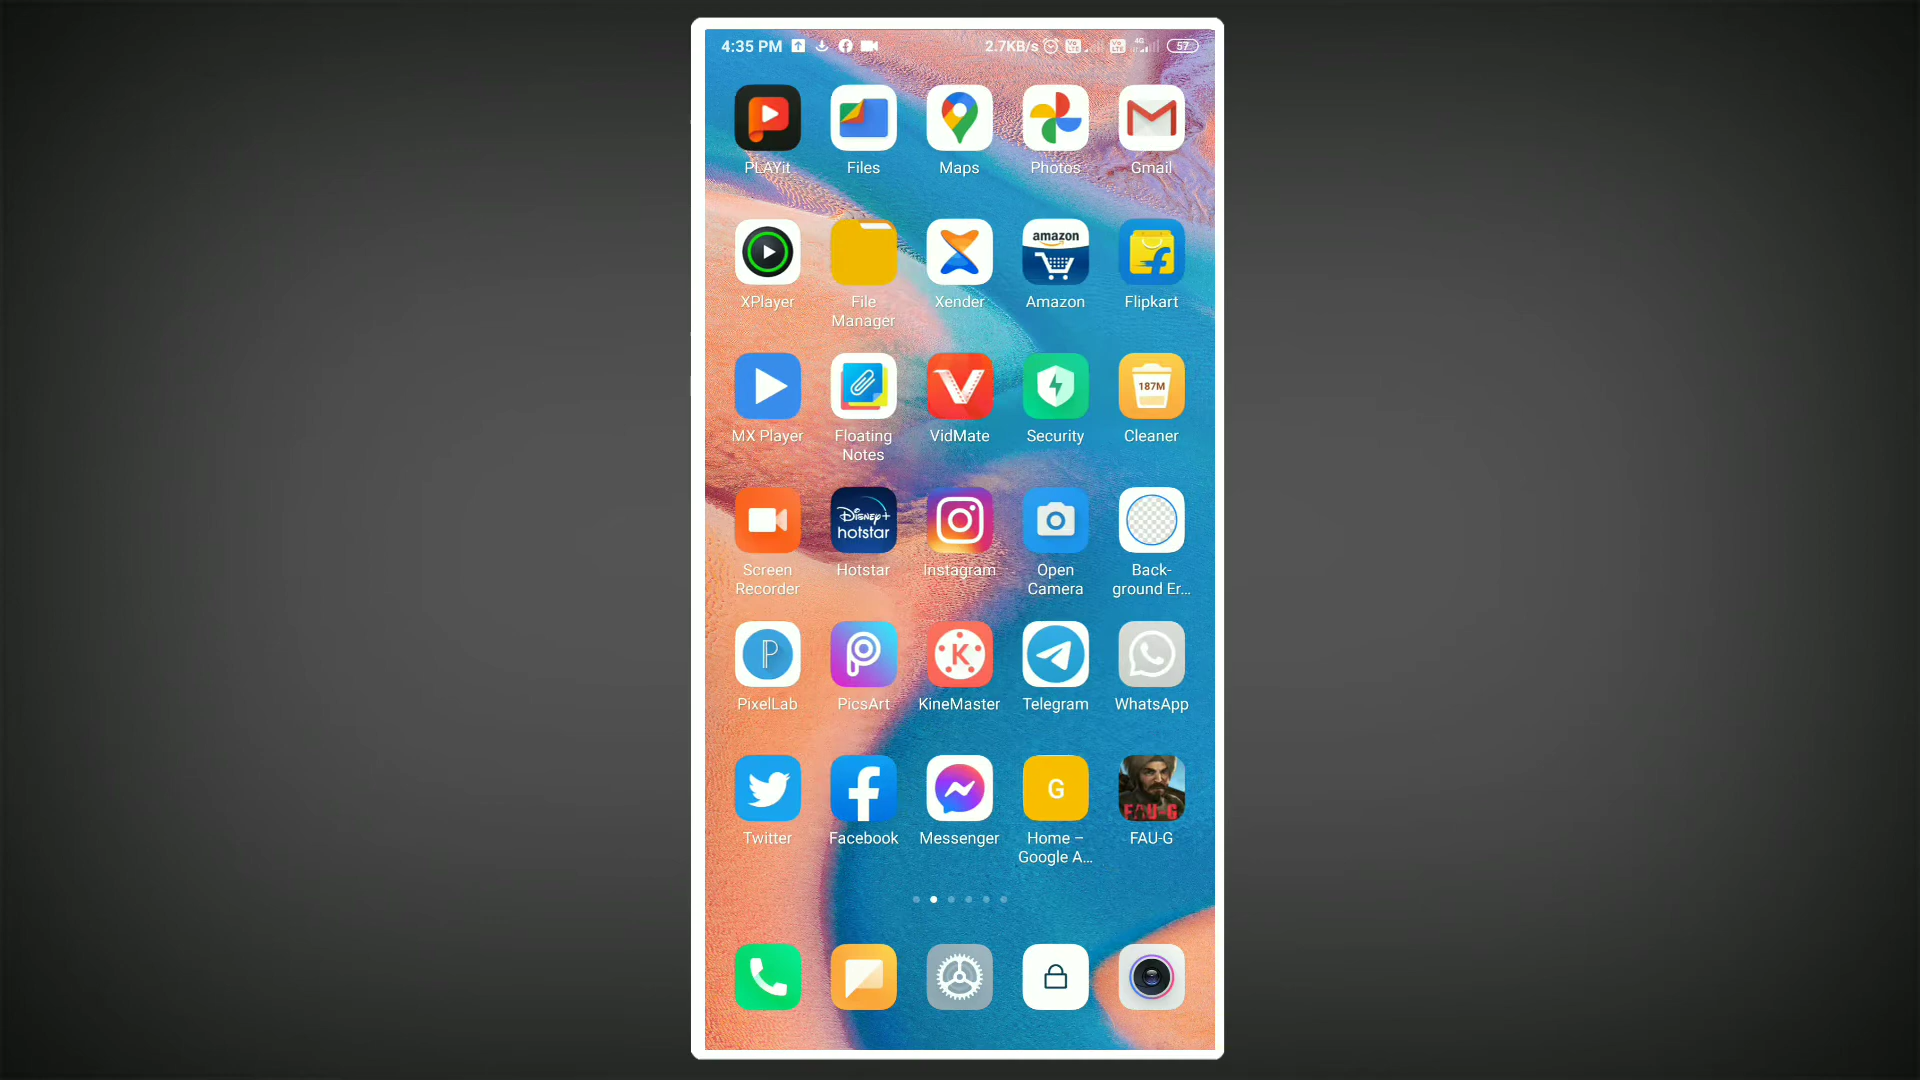 4:35 PM
2.7KB/s
57
PLAYit
Files
Maps
Photos
Gmail
amazon
XPlayer
File
Manager
Xender
Amazon
Flipkart
187M
MX Player
Floating
Notes
VidMate
Security
Cleaner
Disney+
hotstar
Screen
Recorder
Hotstar
Instagram
Open
Camera
Back-
ground Er...
PixelLab
PicsArt
KineMaster
Telegram
WhatsApp
G
FAU-G
Twitter
Facebook
Messenger
Home –
Google A...
FAU-G